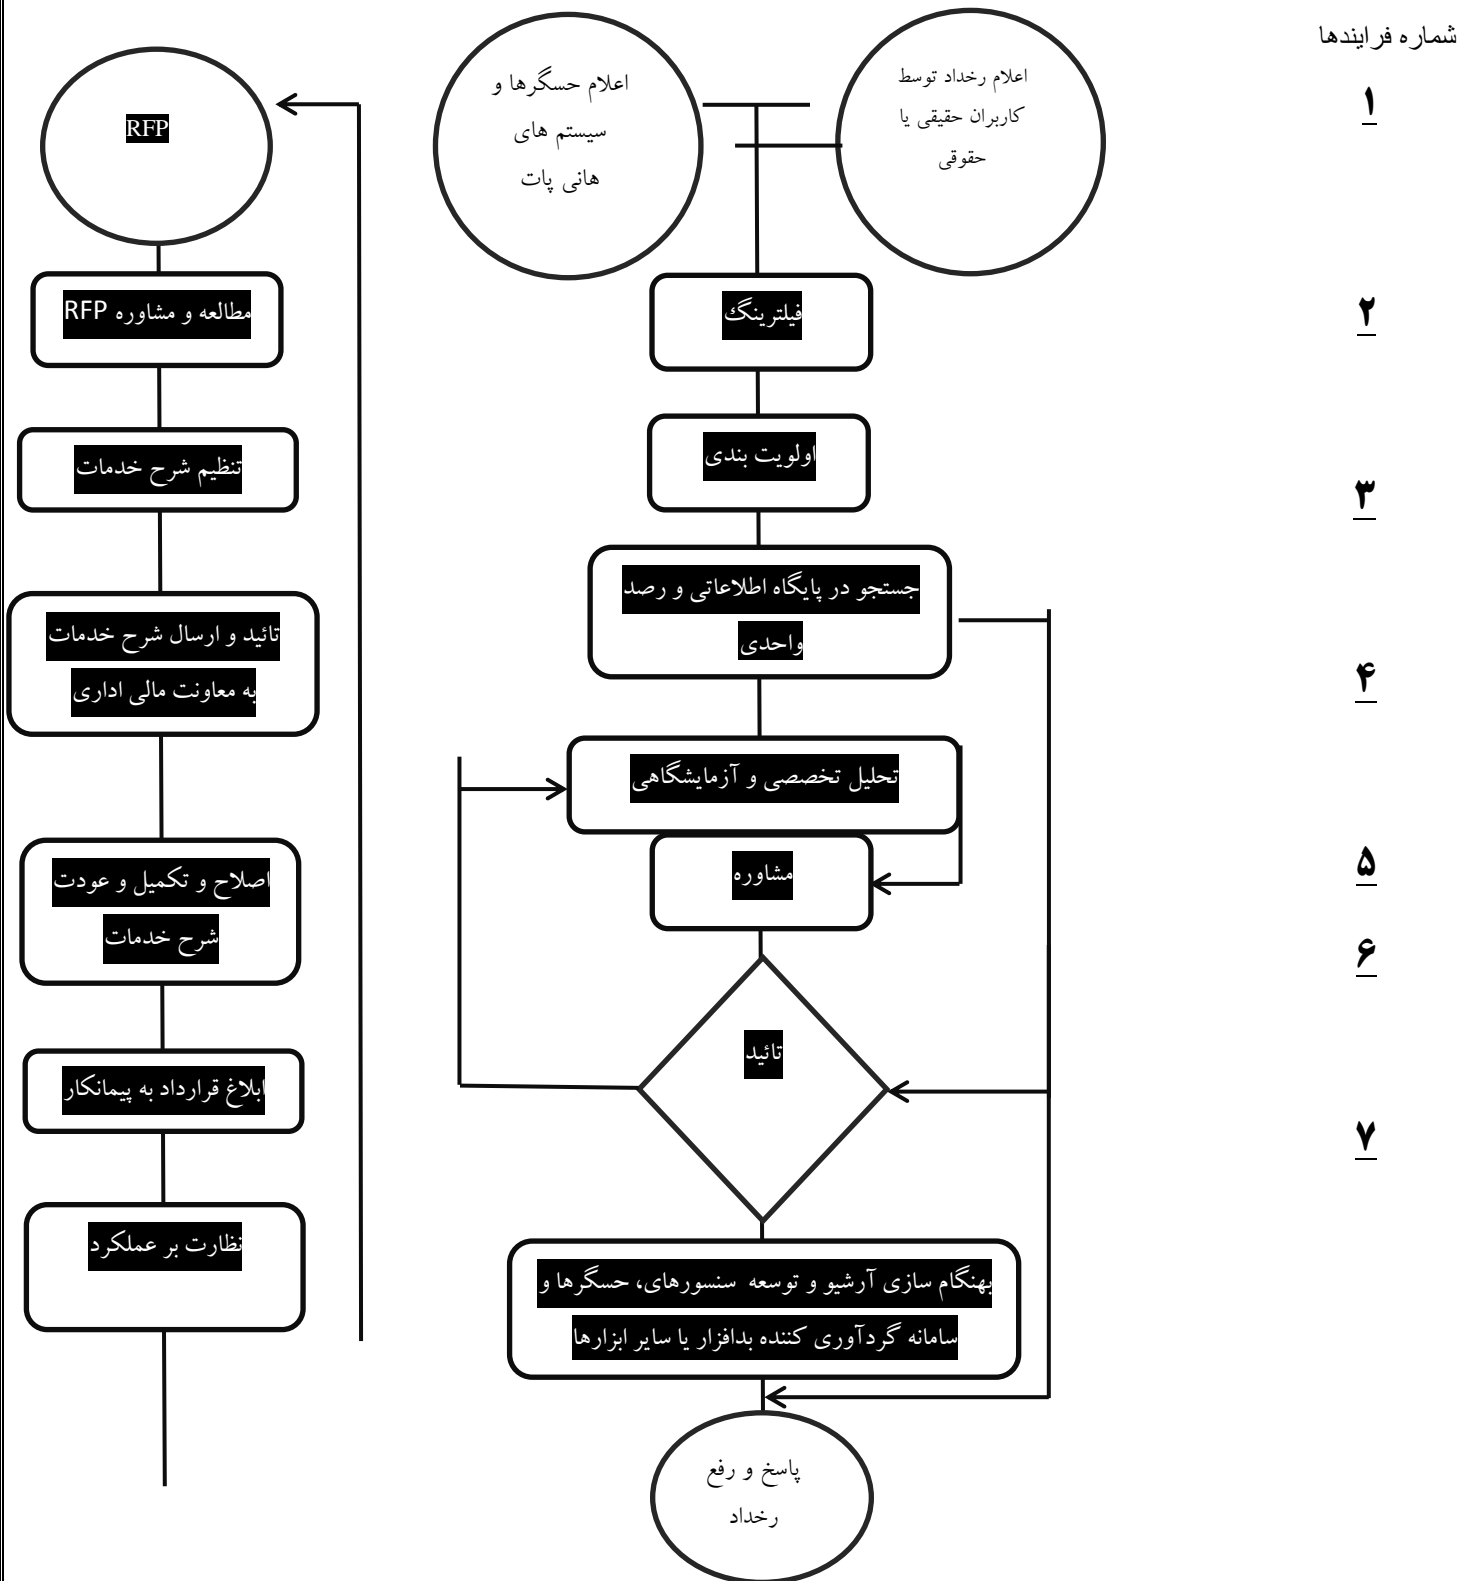 شماره فرایندها
۱
۲
۳
۴
۵
۶
۷
اعلام رخداد توسط
کاربران حقیقی یا
حقوقی
اعلام حسگرها و
سیستم های
هانی پات
فیلترینگ
اولویت بندی
جستجو در پایگاه اطلاعاتی و رصد
واحدی
تحلیل تخصصی و آزمایشگاهی
مشاوره
تائید
بهنگام سازی آرشیو و توسعه سنسورهای، حسگرها و
سامانه گردآوری کننده بدافزار یا سایر ابزارها
پاسخ و رفع
رخداد
RFP
مطالعه و مشاوره RFP
تنظیم شرح خدمات
تائید و ارسال شرح خدمات
به معاونت مالی اداری
اصلاح و تکمیل و عودت
شرح خدمات
ابلاغ قرارداد به پیمانکار
نظارت بر عملکرد